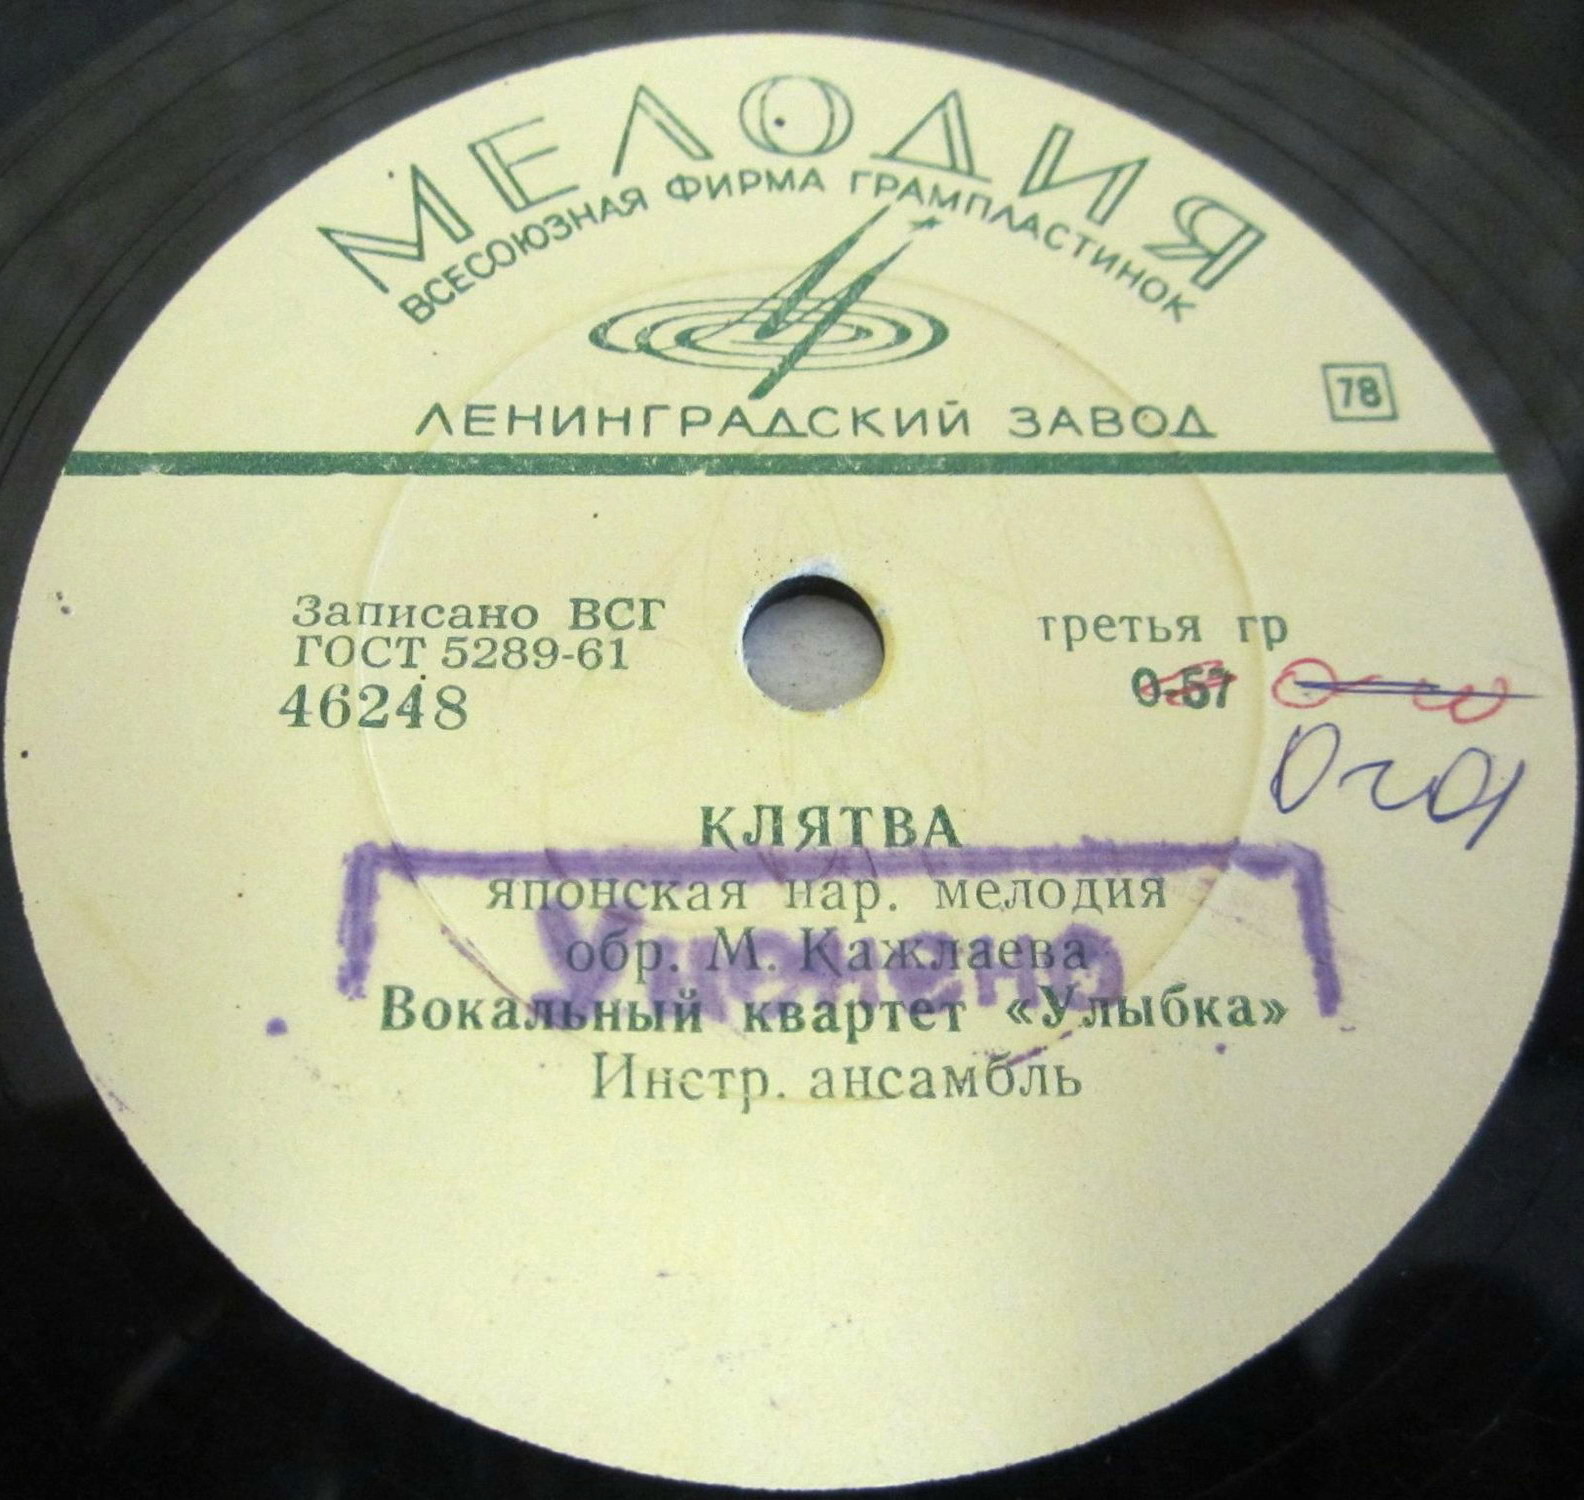 МЕЛОДИЯ
ВСЕСОЮЗНАЯ ФИРМА ГРАМПЛАСТИНОК
ЛЕНИНГРАДСКИЙ ЗАВОД
78
Записано ВСГ
ГОСТ 5289-61
46248
третья гр
0-57
КЛЯТВА
японская нар. мелодия
обр. М. Кажлаева
Уценено
Вокальный квартет «Улыбка»
Инстр. ансамбль